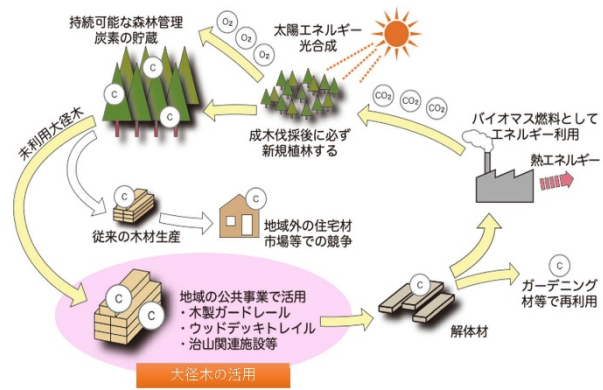 持続可能な森林管理
炭素の貯蔵
O₂
O₂
O₂
太陽エネルギー
光合成
CO₂
CO₂
CO₂
C
C
C
成木伐採後に必ず
新規植林する
バイオマス燃料として
エネルギー利用
熱エネルギー
未利用大径木
C
従来の木材生産
C
地域外の住宅材
市場等での競争
C
C
地域の公共事業で活用
・木製ガードレール
・ウッドデッキトレイル
・治山関連施設等
C
解体材
C
ガーデニング
材等で再利用
大径木の活用